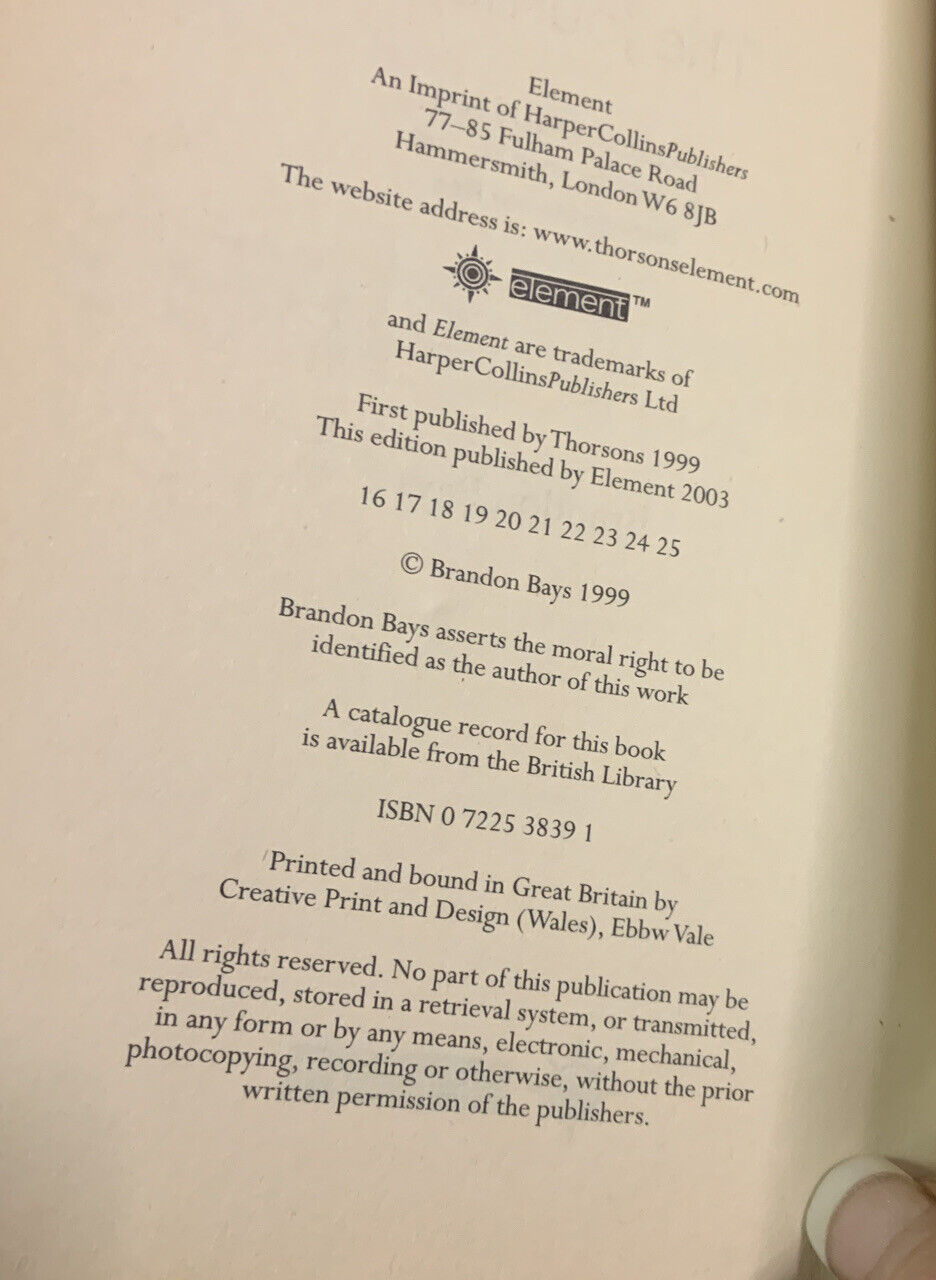 Element
An Imprint of HarperCollinsPublishers
77–85 Fulham Palace Road
Hammersmith, London W6 8JB
The website address is: www.thorsonselement.com
element™
and Element are trademarks of
HarperCollinsPublishers Ltd
First published by Thorsons 1999
This edition published by Element 2003
16 17 18 19 20 21 22 23 24 25
© Brandon Bays 1999
Brandon Bays asserts the moral right to be
identified as the author of this work
A catalogue record for this book
is available from the British Library
ISBN 0 7225 3839 1
Printed and bound in Great Britain by
Creative Print and Design (Wales), Ebbw Vale
All rights reserved. No part of this publication may be
reproduced, stored in a retrieval system, or transmitted,
in any form or by any means, electronic, mechanical,
photocopying, recording or otherwise, without the prior
written permission of the publishers.